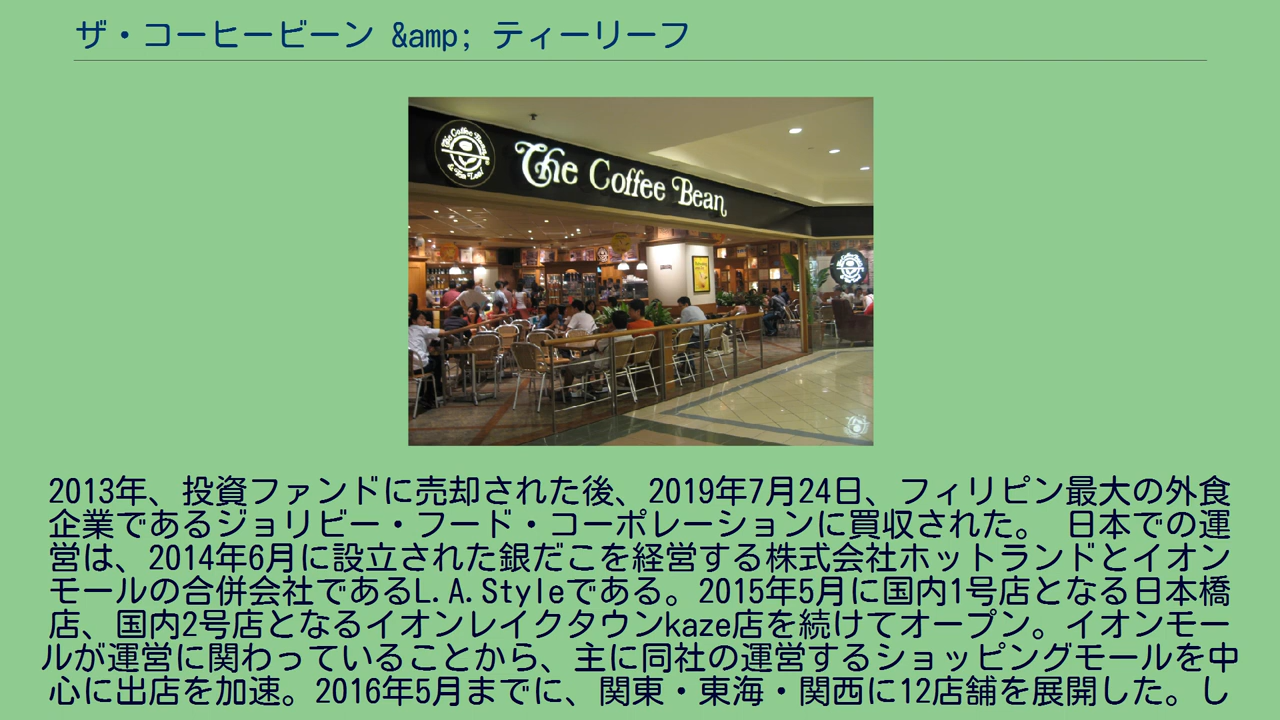 ザ・コーヒービーン &amp; ティーリーフ
The Coffee Bean
2013年、投資ファンドに売却された後、2019年7月24日、フィリピン最大の外食
企業であるジョリビー・フード・コーポレーションに買収された。 日本での運
営は、2014年6月に設立された銀だこを経営する株式会社ホットランドとイオン
モールの合併会社であるL.A.Styleである。2015年5月に国内1号店となる日本橋
店、国内2号店となるイオンレイクタウンkaze店を続けてオープン。イオンモー
ルが運営に関わっていることから、主に同社の運営するショッピングモールを中
心に出店を加速。2016年5月までに、関東・東海・関西に12店舗を展開した。し